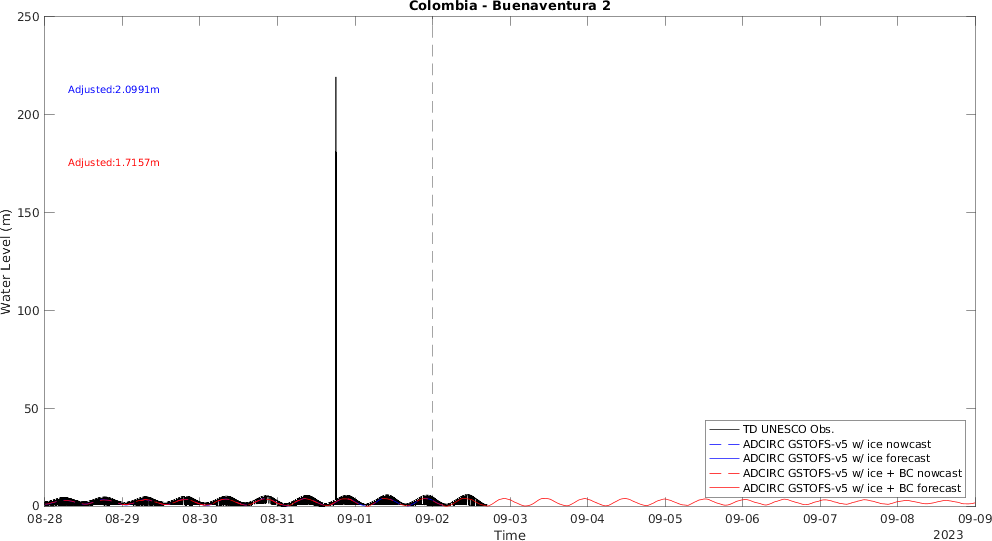 Colombia - Buenaventura 2
250
200
150
100
50
0
Water Level (m)
Adjusted:2.0991m
Adjusted:1.7157m
TD UNESCO Obs.
ADCIRC GSTOFS-v5 w/ ice nowcast
ADCIRC GSTOFS-v5 w/ ice forecast
ADCIRC GSTOFS-v5 w/ ice + BC nowcast
ADCIRC GSTOFS-v5 w/ ice + BC forecast
08-28 08-29 08-30 08-31 09-01 09-02 09-03 09-04 09-05 09-06 09-07 09-08 09-09
Time
2023